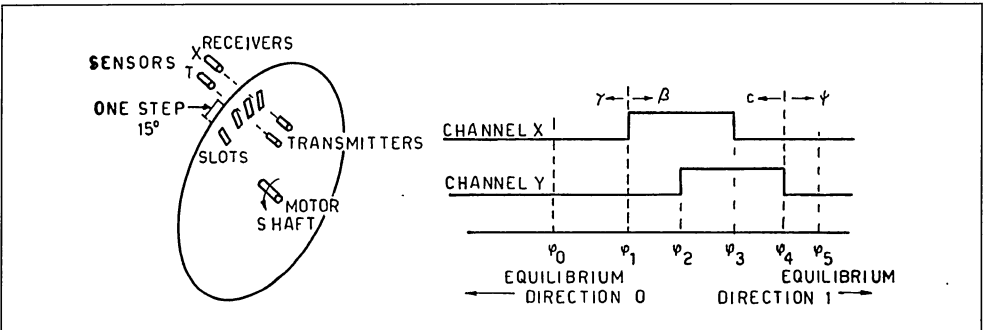 X RECEIVERS
SENSORS T
ONE STEP
15°
SLOTS
TRANSMITTERS
MOTOR
SHAFT
γ β c ψ
CHANNEL X
CHANNEL Y
φ0 φ1 φ2 φ3 φ4 φ5
EQUILIBRIUM EQUILIBRIUM
DIRECTION 0 DIRECTION 1